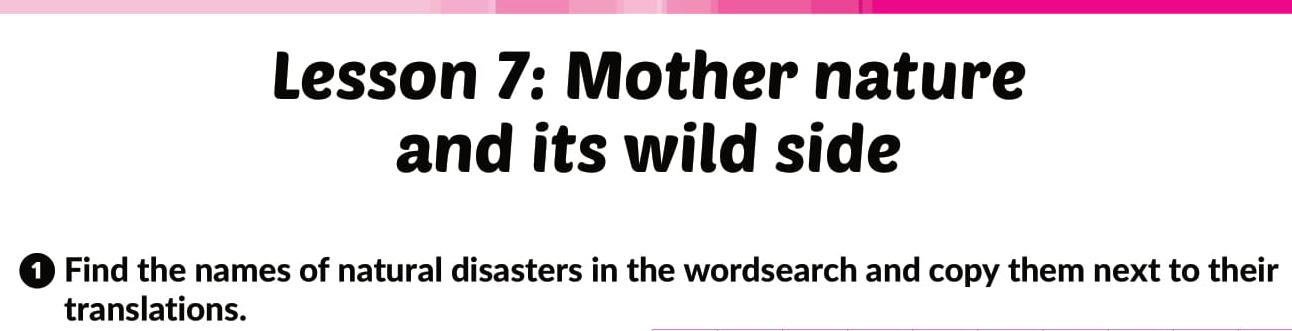 Lesson 7: Mother nature
and its wild side
1 Find the names of natural disasters in the wordsearch and copy them next to their
translations.